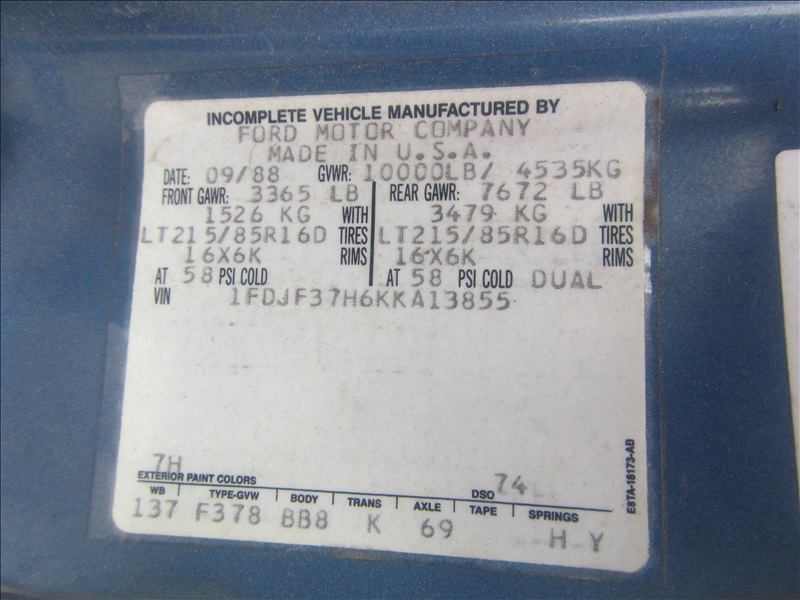 INCOMPLETE VEHICLE MANUFACTURED BY
FORD MOTOR COMPANY
MADE IN U.S.A.
DATE: 09/88 GVWR: 10000LB/ 4535KG
FRONT GAWR: 3365 LB REAR GAWR: 7672 LB
1526 KG WITH 3479 KG WITH
LT215/85R16D TIRES LT215/85R16D TIRES
16X6K RIMS 16X6K RIMS
AT 58 PSI COLD AT 58 PSI COLD DUAL
VIN 1FDJF37H6KKA13855
7H
EXTERIOR PAINT COLORS DSO 74
WB TYPE-GVW BODY TRANS AXLE TAPE SPRINGS
137 F378 BB8 K 69 H Y
E8TA-18173-AB